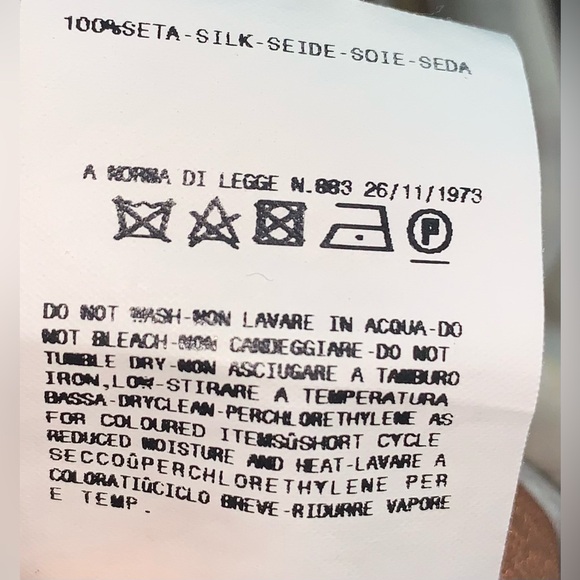 100%SETA-SILK-SEIDE-SOIE-SEDA
A NORMA DI LEGGE N.883 26/11/1973
P
DO NOT WASH-NON LAVARE IN ACQUA-DO
NOT BLEACH-NON CANDEGGIARE-DO NOT
TUMBLE DRY-NON ASCIUGARE A TAMBURO
IRON,LOW-STIRARE A TEMPERATURA
BASSA-DRYCLEAN-PERCHLORETHYLENE AS
FOR COLOURED ITEMSûSHORT CYCLE
REDUCED MOISTURE AND HEAT-LAVARE A
SECCOûPERCHLORETHYLENE PER
COLORATIûCICLO BREVE-RIDURRE VAPORE
E TEMP.